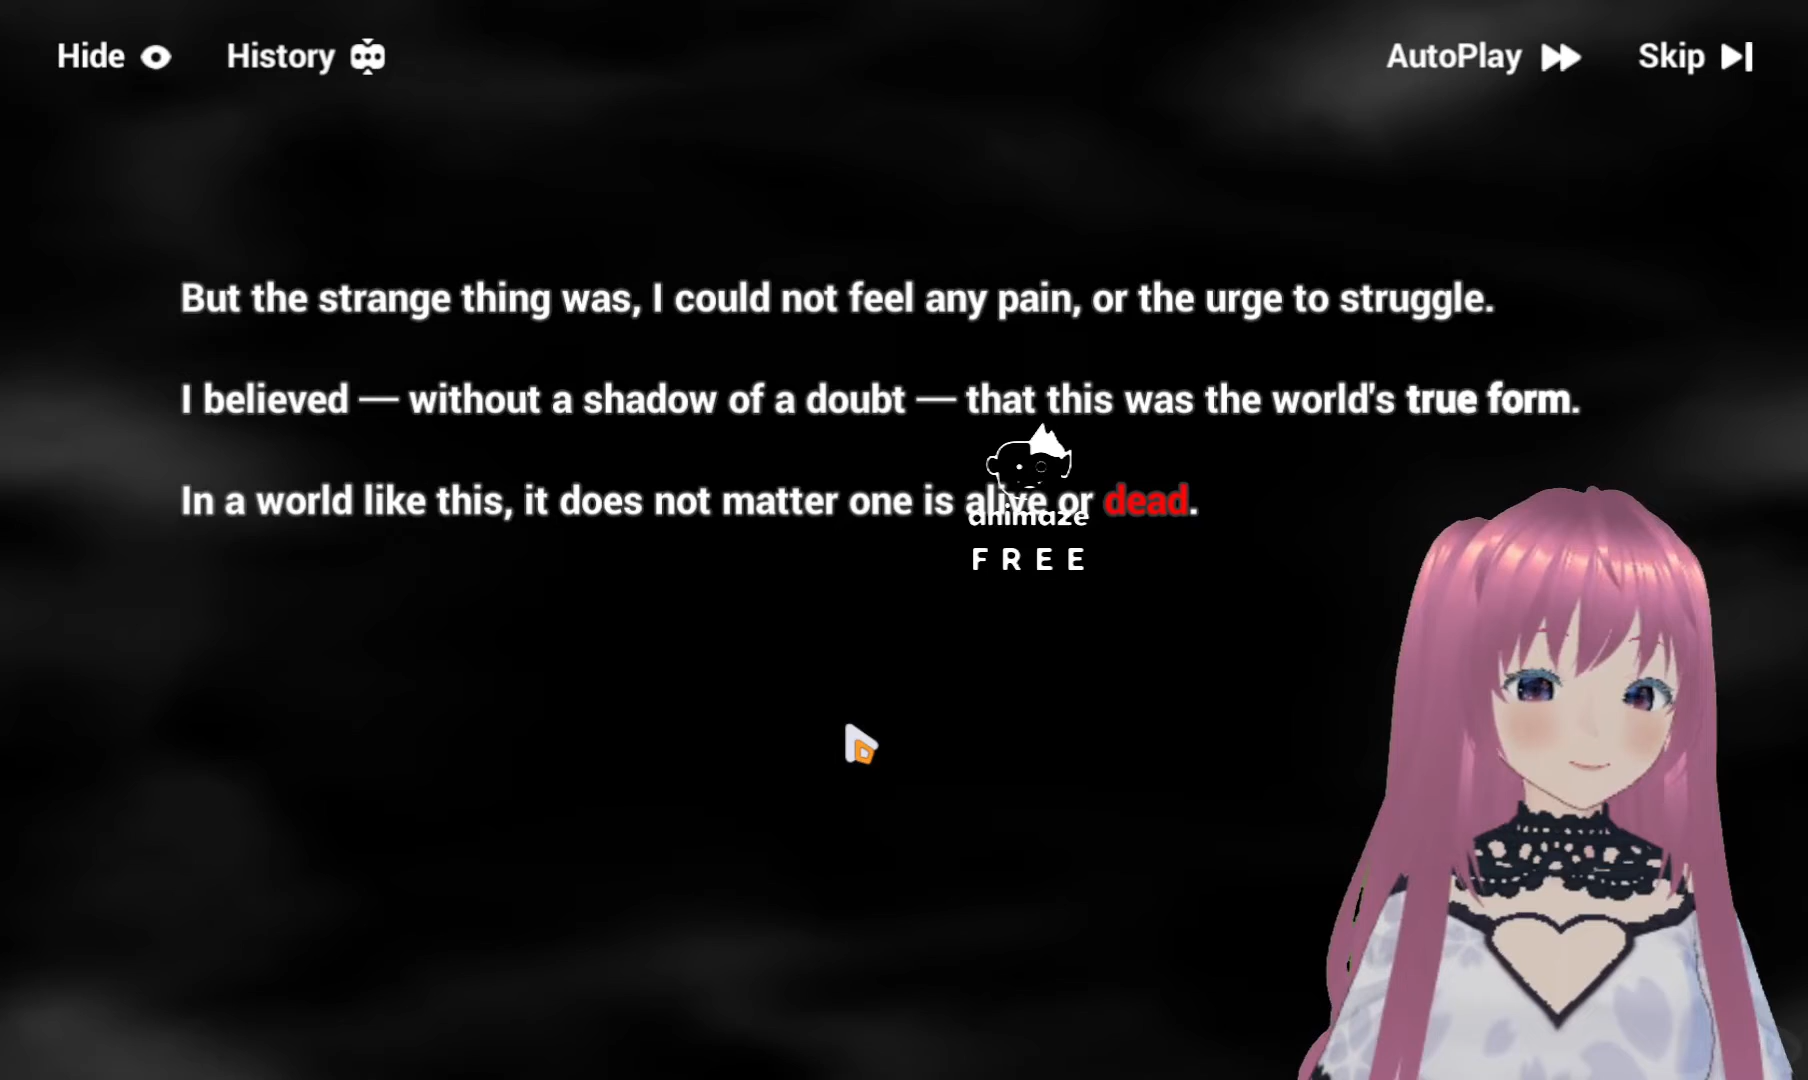 Hide
History
AutoPlay
Skip
But the strange thing was, I could not feel any pain, or the urge to struggle.
I believed — without a shadow of a doubt — that this was the world's true form.
In a world like this, it does not matter one is alive or dead.
animaze
FREE